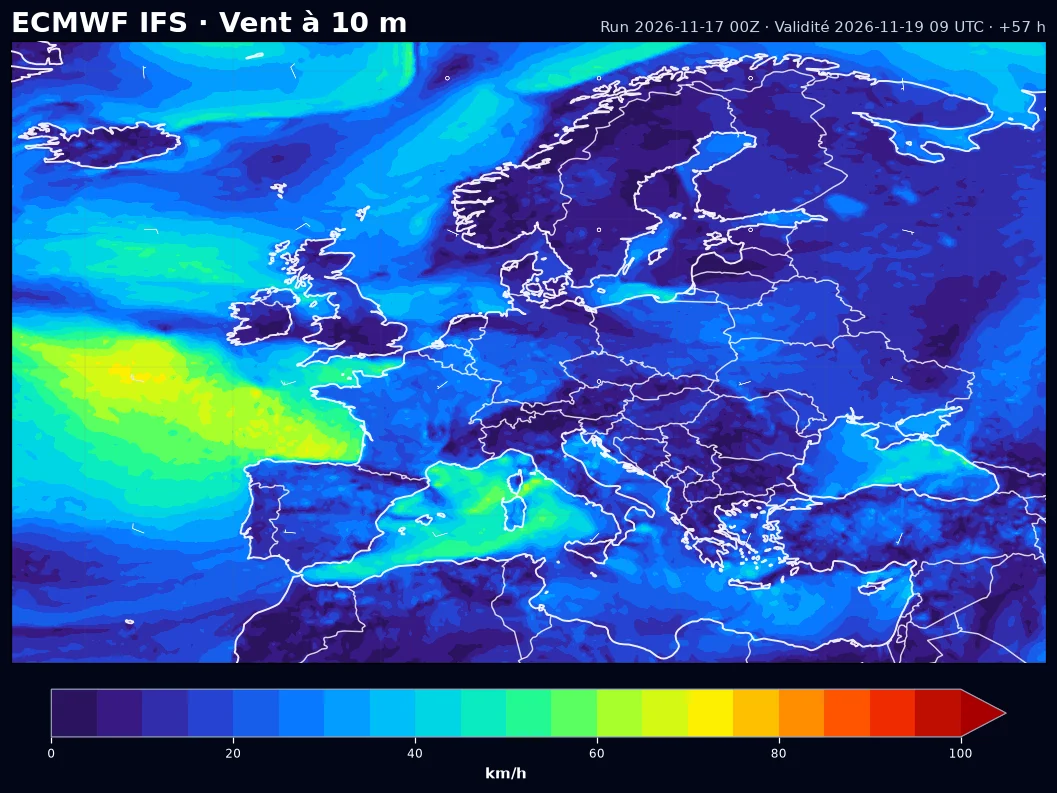 ECMWF IFS · Vent à 10 m
Run 2026-11-17 00Z · Validité 2026-11-19 09 UTC · +57 h
0 20 40 60 80 100
km/h